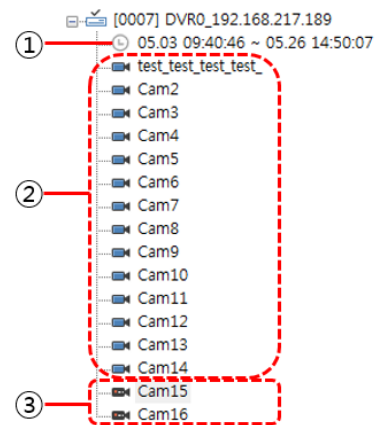 [0007] DVR0_192.168.217.189
① 05.03 09:40:46 ~ 05.26 14:50:07
test_test_test_test_
Cam2
Cam3
Cam4
Cam5
Cam6
② Cam7
Cam8
Cam9
Cam10
Cam11
Cam12
Cam13
Cam14
Cam15
③ Cam16